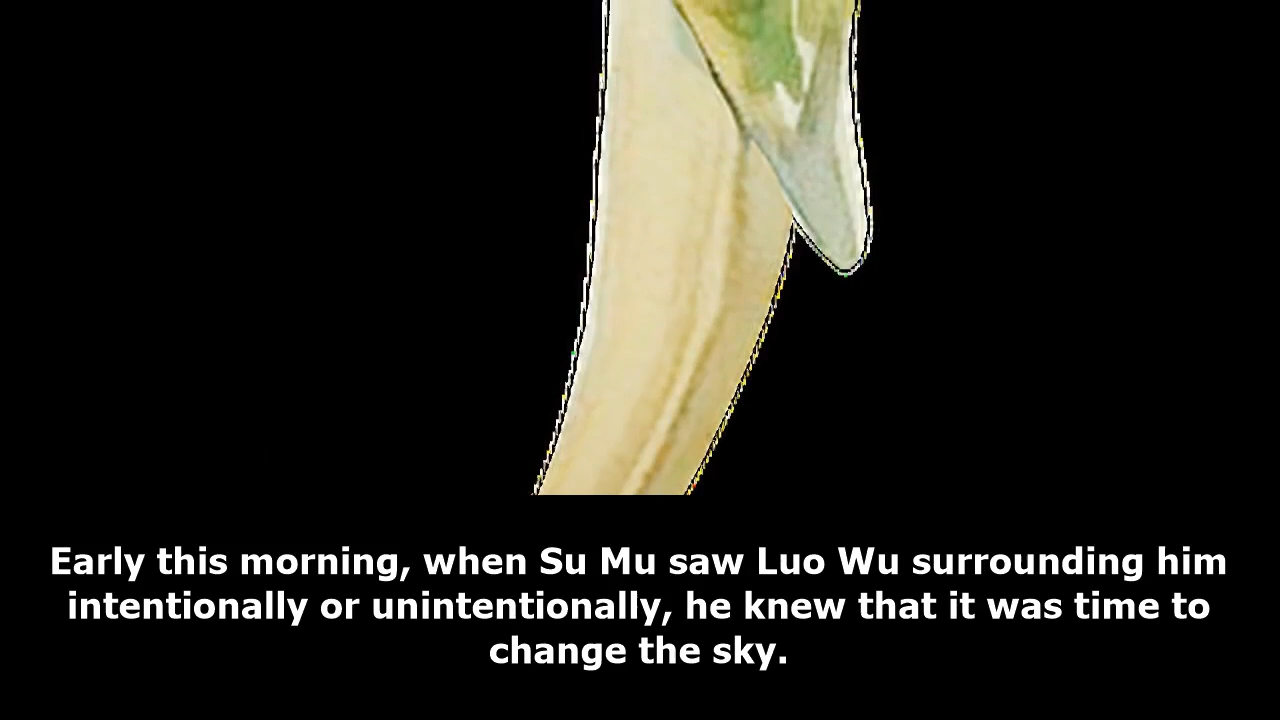 Early this morning, when Su Mu saw Luo Wu surrounding him
intentionally or unintentionally, he knew that it was time to
change the sky.